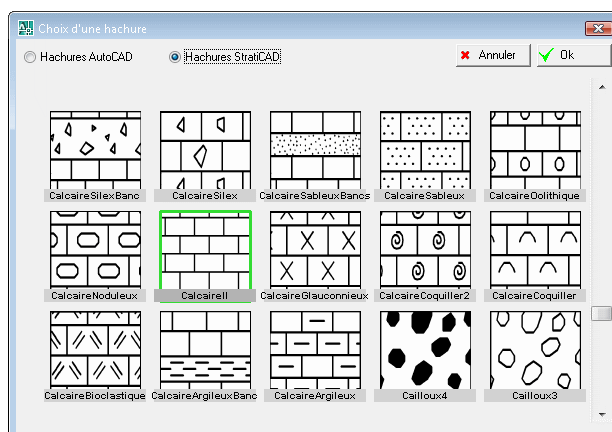 Choix d'une hachure
Hachures AutoCAD
Hachures StratiCAD
Annuler
Ok
CalcaireSilexBanc
CalcaireSilex
CalcaireSableuxBancs
CalcaireSableux
CalcaireOolithique
CalcaireNoduleux
CalcaireII
CalcaireGlauconnieux
CalcaireCoquiller2
CalcaireCoquiller
CalcaireBioclastique
CalcaireArgileuxBanc
CalcaireArgileux
Cailloux4
Cailloux3